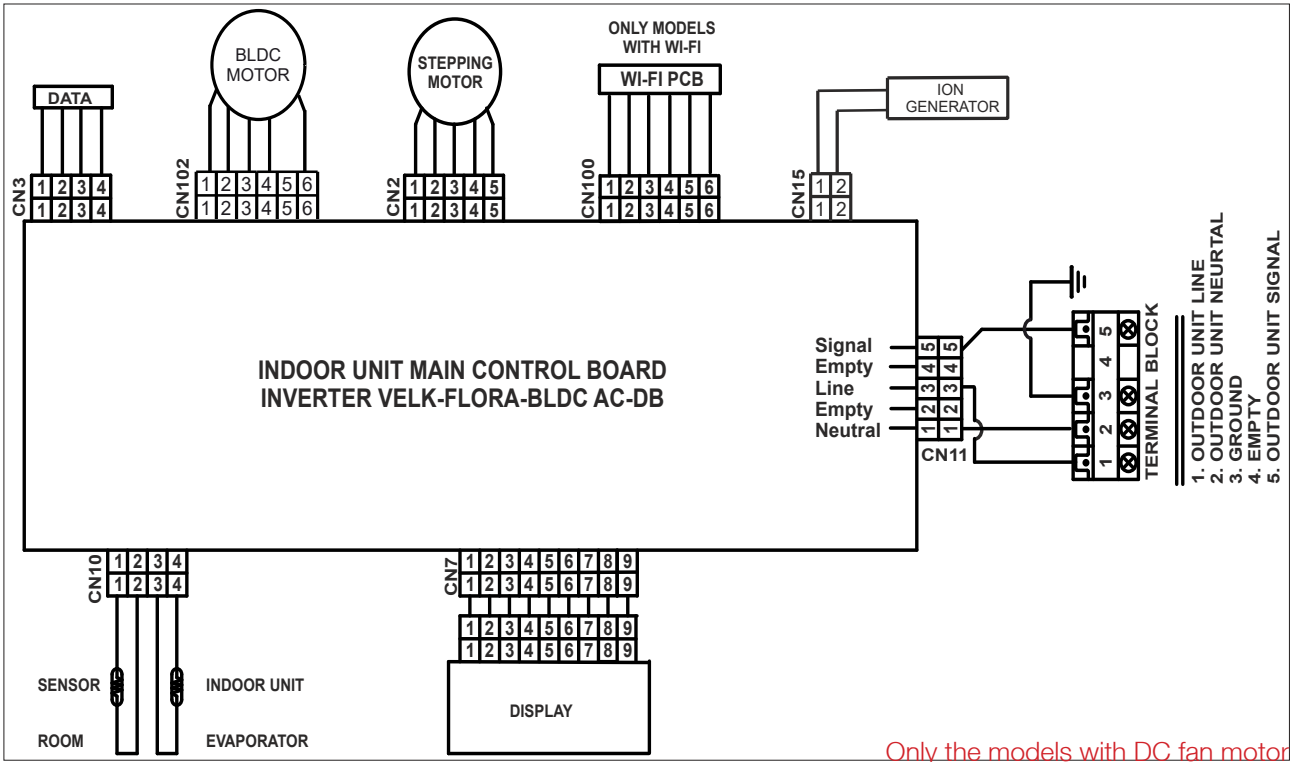 ONLY MODELS
WITH WI-FI
DATA
BLDC
MOTOR
STEPPING
MOTOR
WI-FI PCB
ION
GENERATOR
CN3
1 2 3 4
1 2 3 4
CN102
1 2 3 4 5 6
1 2 3 4 5 6
CN2
1 2 3 4 5
1 2 3 4 5
CN100
1 2 3 4 5 6
1 2 3 4 5 6
CN15
1 2
1 2
INDOOR UNIT MAIN CONTROL BOARD
INVERTER VELK-FLORA-BLDC AC-DB
Signal 5 5
Empty 4 4
Line 3 3
Empty 2 2
Neutral 1 1
CN11
5
4
3
2
1
TERMINAL BLOCK
1. OUTDOOR UNIT LINE
2. OUTDOOR UNIT NEURTAL
3. GROUND
4. EMPTY
5. OUTDOOR UNIT SIGNAL
CN10
1 2 3 4
1 2 3 4
CN7
1 2 3 4 5 6 7 8 9
1 2 3 4 5 6 7 8 9
1 2 3 4 5 6 7 8 9
1 2 3 4 5 6 7 8 9
SENSOR
ROOM
INDOOR UNIT
EVAPORATOR
DISPLAY
Only the models with DC fan motor